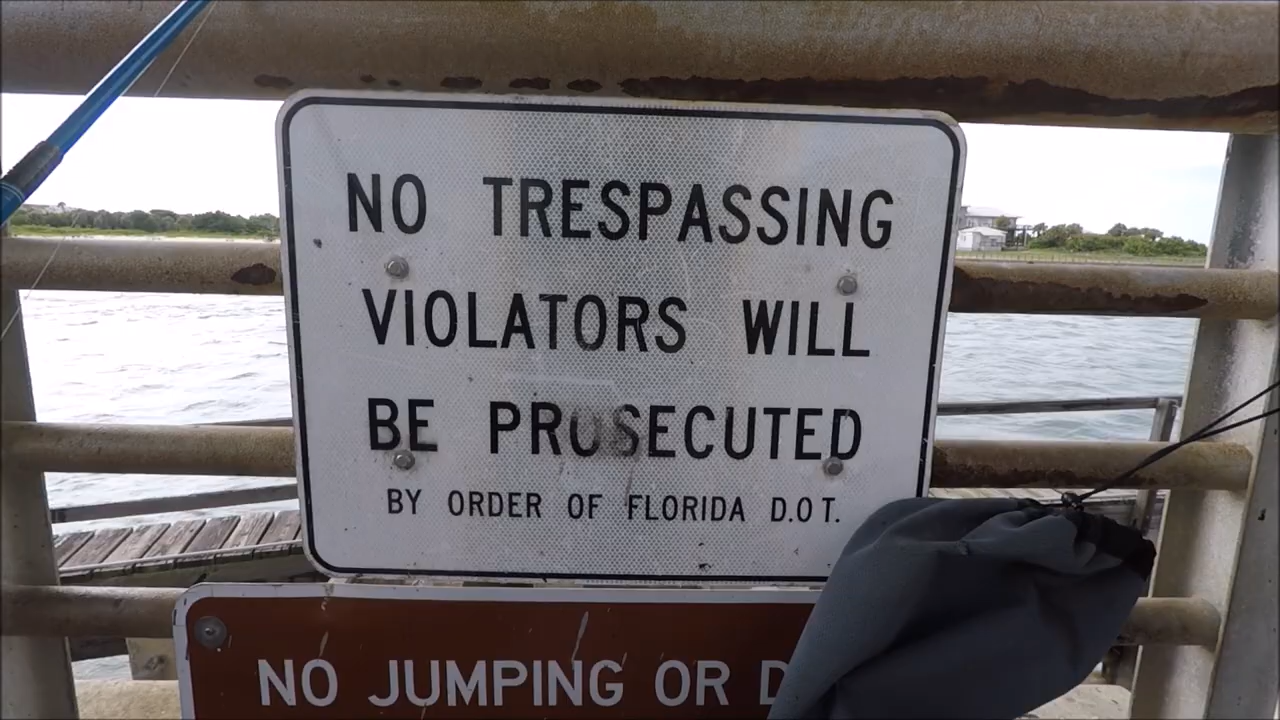 NO TRESPASSING
VIOLATORS WILL
BE PROSECUTED
BY ORDER OF FLORIDA D.O.T.
NO JUMPING OR